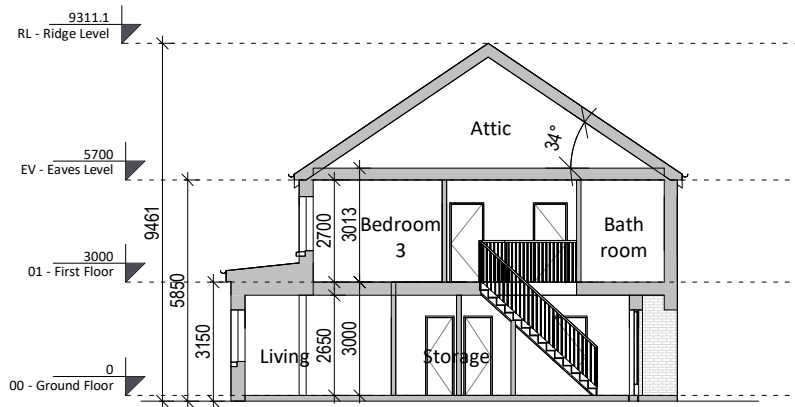 9311.1
RL - Ridge Level
5700
EV - Eaves Level
3000
01 - First Floor
0
00 - Ground Floor
9461
5850
3150
2700
3013
2650
3000
Attic
34°
Bedroom
3
Bath
room
Living
Storage